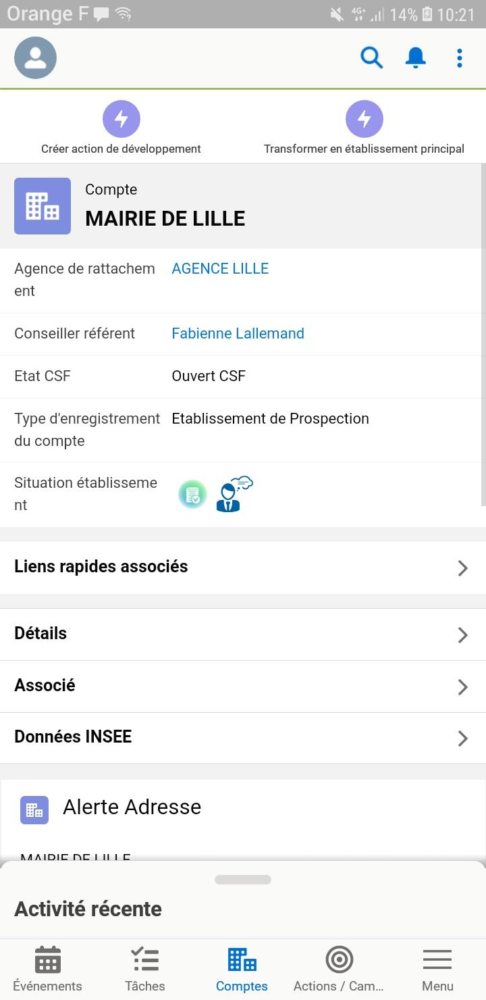 Orange F 4G+ 14% 10:21
Créer action de développement
Transformer en établissement principal
Compte
MAIRIE DE LILLE
Agence de rattachem
ent
AGENCE LILLE
Conseiller référent
Fabienne Lallemand
Etat CSF
Ouvert CSF
Type d'enregistrement
du compte
Etablissement de Prospection
Situation établisseme
nt
Liens rapides associés
Détails
Associé
Données INSEE
Alerte Adresse
MAIRIE DE LILLE
Activité récente
Événements
Tâches
Comptes
Actions / Cam...
Menu